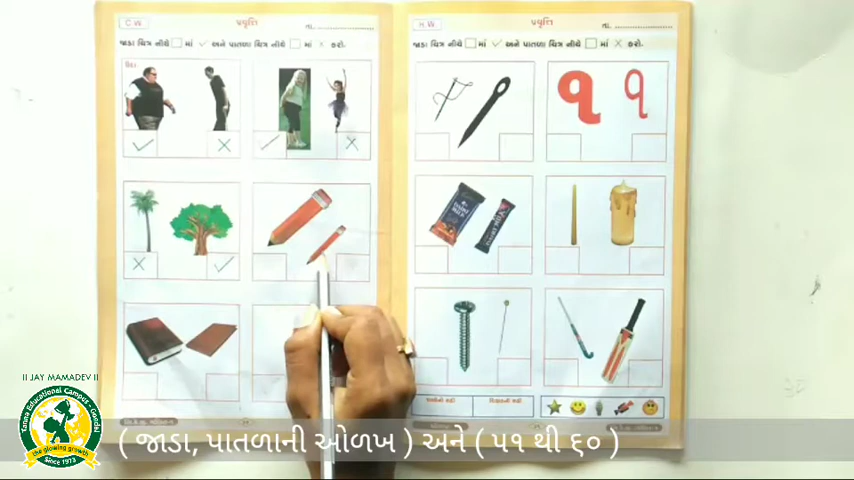 C.W
પ્રવૃત્તિ
તા.
જાડા ચિત્ર નીચે □ માં ✓ અને પાતળા ચિત્ર નીચે □ માં × કરો.
H.W
પ્રવૃત્તિ
તા.
જાડા ચિત્ર નીચે □ માં ✓ અને પાતળા ચિત્ર નીચે □ માં × કરો.
૧ ૧
II JAY MAMADEV II
Tanna Educational Campus - Gondal
the glowing growth
Since 1973
( જાડા, પાતળાની ઓળખ ) અને ( ૫૧ થી ૬૦ )